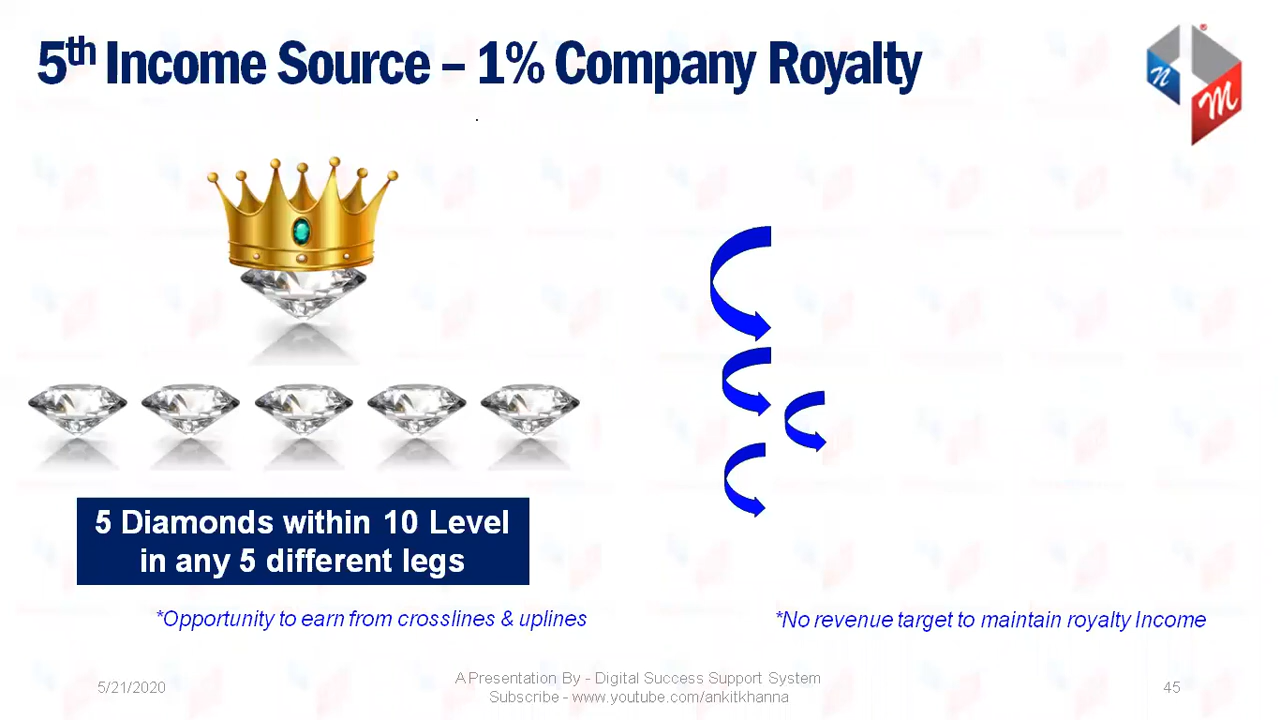 5th Income Source – 1% Company Royalty
n
M
5 Diamonds within 10 Level
in any 5 different legs
*Opportunity to earn from crosslines & uplines
*No revenue target to maintain royalty Income
5/21/2020
A Presentation By - Digital Success Support System
Subscribe - www.youtube.com/ankitkhanna
45